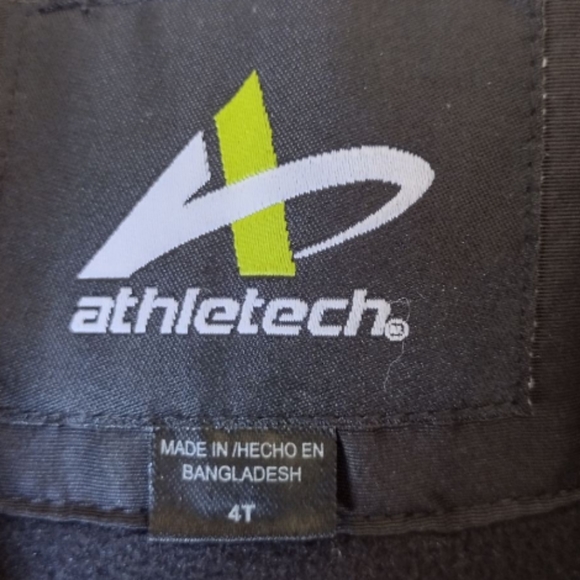 athletech®
MADE IN /HECHO EN
BANGLADESH
4T